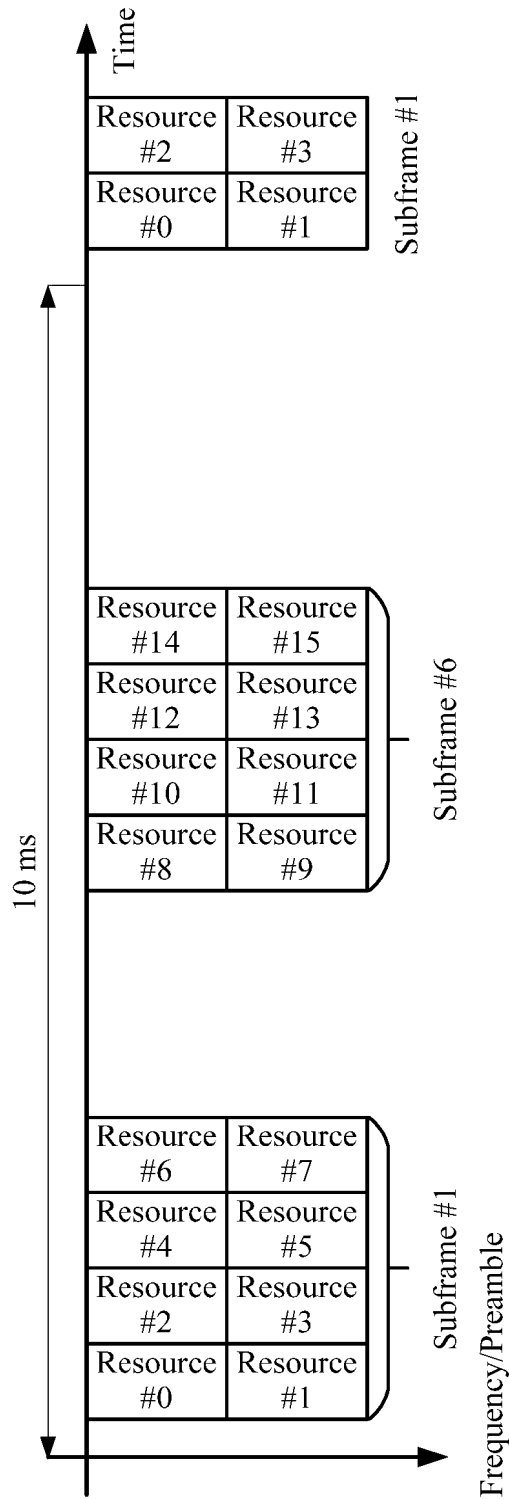 Time
Resource
#2
Resource
#3
Resource
#0
Resource
#1
Subframe #1
10 ms
Resource
#14
Resource
#15
Resource
#12
Resource
#13
Resource
#10
Resource
#11
Resource
#8
Resource
#9
Subframe #6
Resource
#6
Resource
#7
Resource
#4
Resource
#5
Resource
#2
Resource
#3
Resource
#0
Resource
#1
Subframe #1
Frequency/Preamble